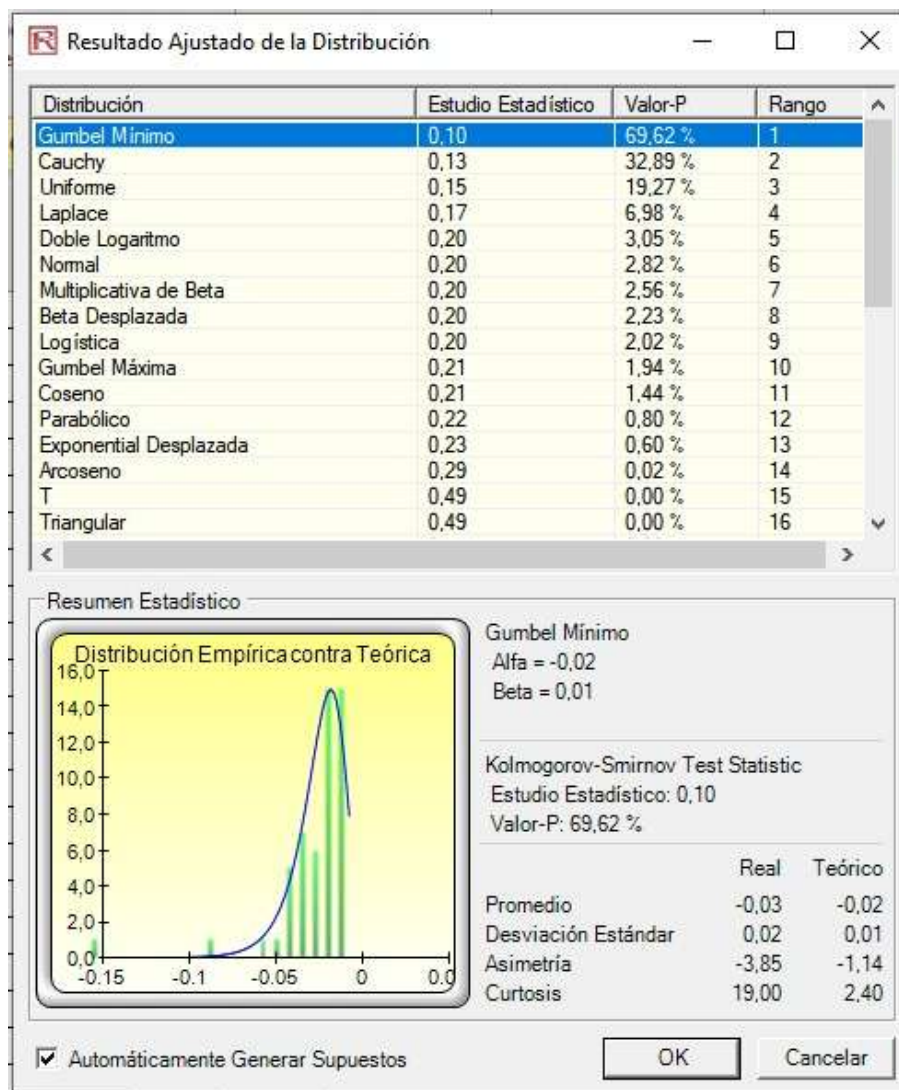 Resultado Ajustado de la Distribución
Distribución Estudio Estadístico Valor-P Rango
Gumbel Mínimo 0,10 69,62 % 1
Cauchy 0,13 32,89 % 2
Uniforme 0,15 19,27 % 3
Laplace 0,17 6,98 % 4
Doble Logaritmo 0,20 3,05 % 5
Normal 0,20 2,82 % 6
Multiplicativa de Beta 0,20 2,56 % 7
Beta Desplazada 0,20 2,23 % 8
Logística 0,20 2,02 % 9
Gumbel Máxima 0,21 1,94 % 10
Coseno 0,21 1,44 % 11
Parabólico 0,22 0,80 % 12
Exponential Desplazada 0,23 0,60 % 13
Arcoseno 0,29 0,02 % 14
T 0,49 0,00 % 15
Triangular 0,49 0,00 % 16
Resumen Estadístico
Distribución Empírica contra Teórica
16,0
14,0
12,0
10,0
8,0
6,0
4,0
2,0
0,0
-0.15 -0.1 -0.05 0 0.0
Gumbel Mínimo
Alfa = -0,02
Beta = 0,01
Kolmogorov-Smirnov Test Statistic
Estudio Estadístico: 0,10
Valor-P: 69,62 %
Real Teórico
Promedio -0,03 -0,02
Desviación Estándar 0,02 0,01
Asimetría -3,85 -1,14
Curtosis 19,00 2,40
Automáticamente Generar Supuestos
OK
Cancelar